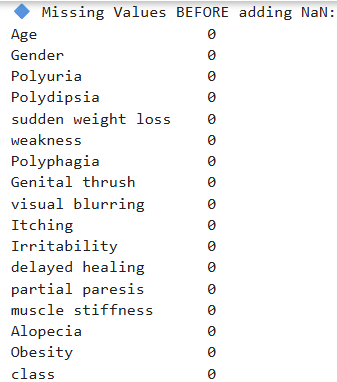 🔷 Missing Values BEFORE adding NaN:
Age 0
Gender 0
Polyuria 0
Polydipsia 0
sudden weight loss 0
weakness 0
Polyphagia 0
Genital thrush 0
visual blurring 0
Itching 0
Irritability 0
delayed healing 0
partial paresis 0
muscle stiffness 0
Alopecia 0
Obesity 0
class 0